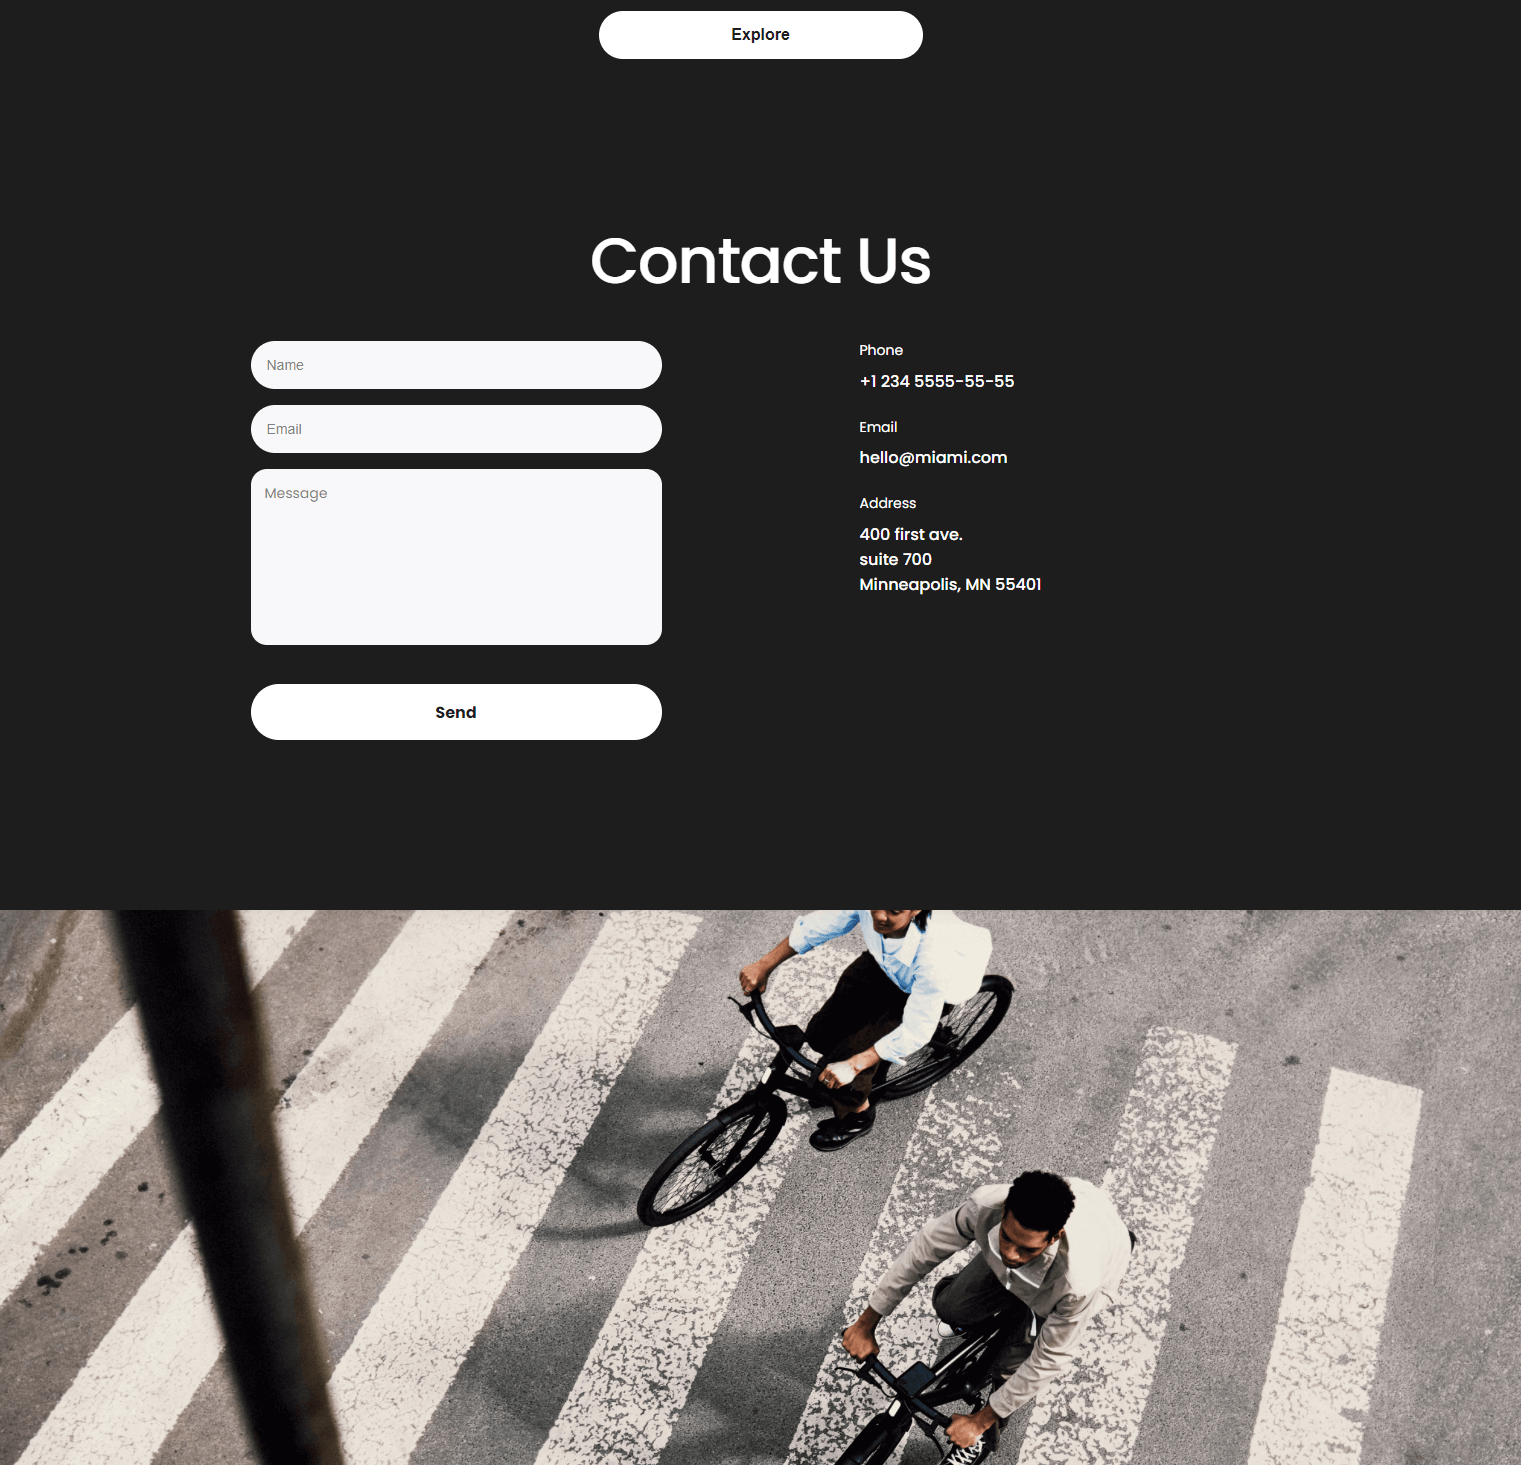 Explore
Contact Us
Name
Email
Message
Send
Phone
+1 234 5555-55-55
Email
hello@miami.com
Address
400 first ave.
suite 700
Minneapolis, MN 55401